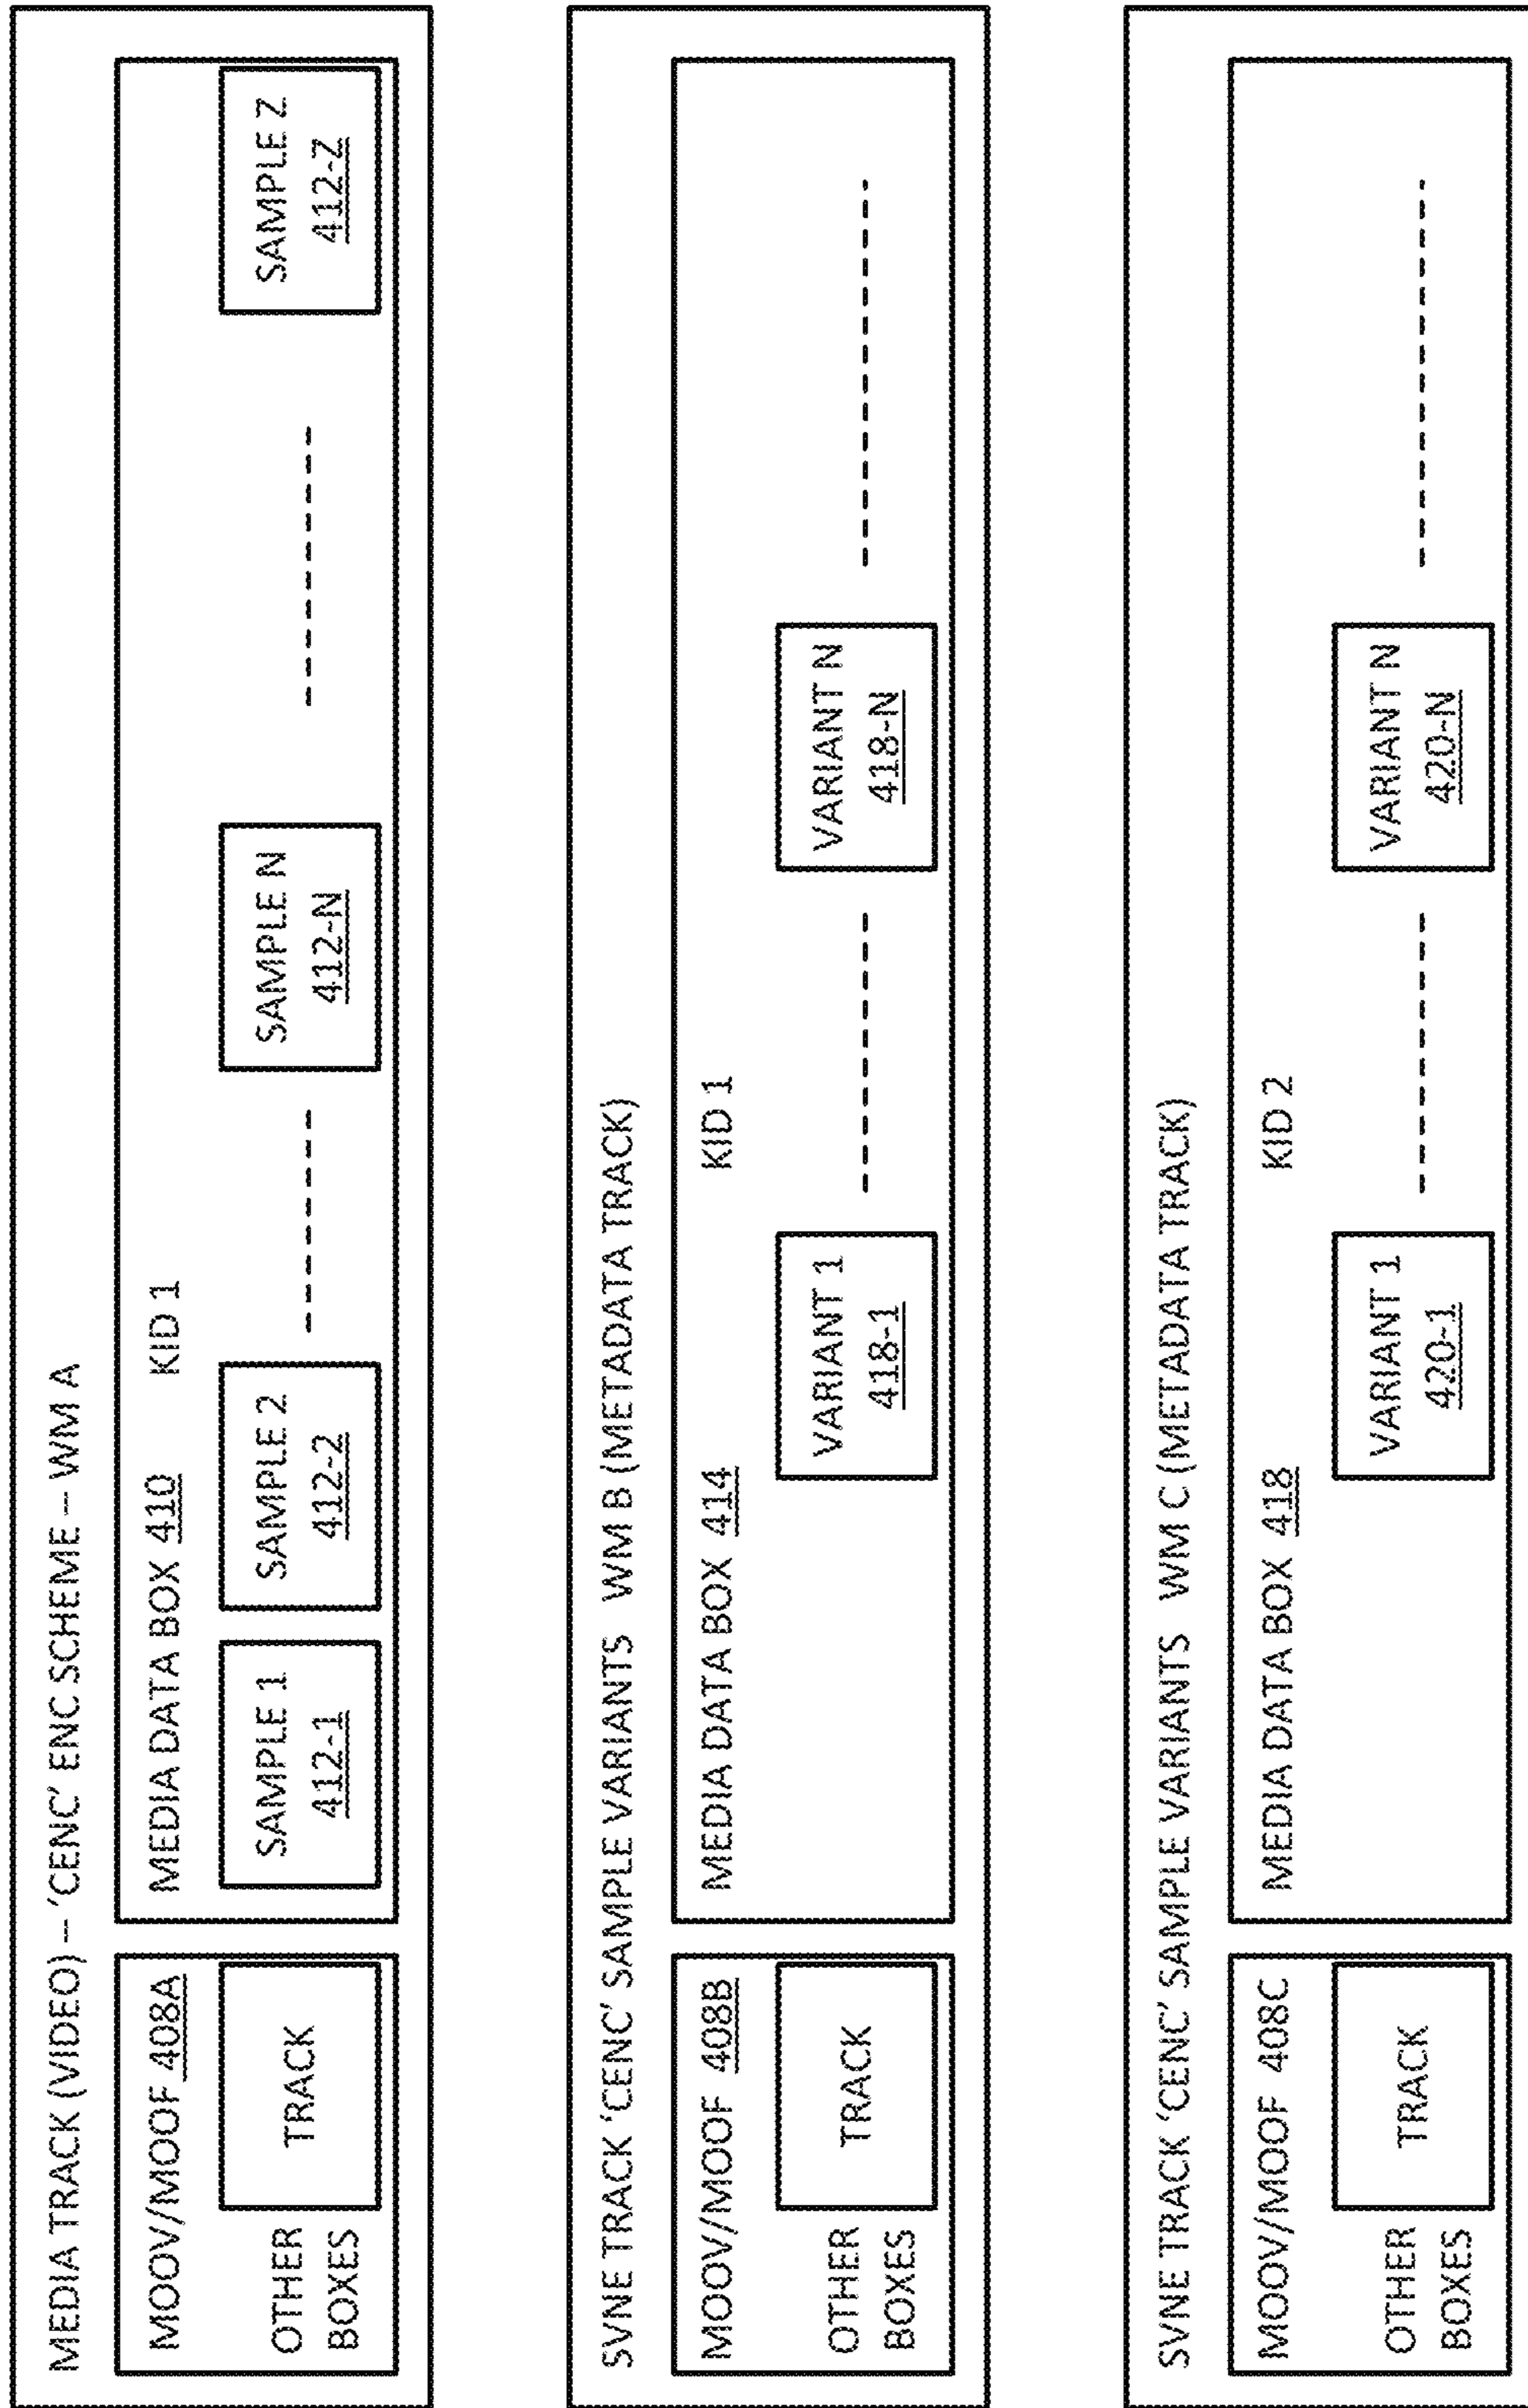 MEDIA TRACK (VIDEO) – 'CENC' ENC SCHEME – WM A
MOOV/MOOF 408A
OTHER
BOXES
TRACK
MEDIA DATA BOX 410
KID 1
SAMPLE 1
412-1
SAMPLE 2
412-2
SAMPLE N
412-N
SAMPLE Z
412-Z
SVNE TRACK 'CENC' SAMPLE VARIANTS WM B (METADATA TRACK)
MOOV/MOOF 408B
OTHER
BOXES
TRACK
MEDIA DATA BOX 414
KID 1
VARIANT 1
418-1
VARIANT N
418-N
SVNE TRACK 'CENC' SAMPLE VARIANTS WM C (METADATA TRACK)
MOOV/MOOF 408C
OTHER
BOXES
TRACK
MEDIA DATA BOX 418
KID 2
VARIANT 1
420-1
VARIANT N
420-N